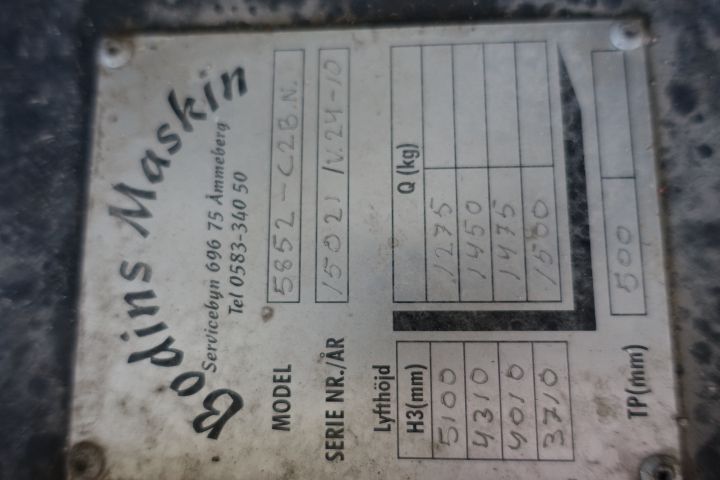 Bodins Maskin
Servicebyn 696 75 Åmmeberg
Tel 0583-340 50
MODEL 5852-C2B.N.
SERIE NR./ÅR 15021 /V.24-10
Lyfthöjd
H3(mm) Q (kg)
5100 1275
4310 1450
4010 1475
3710 1500
TP(mm) 500